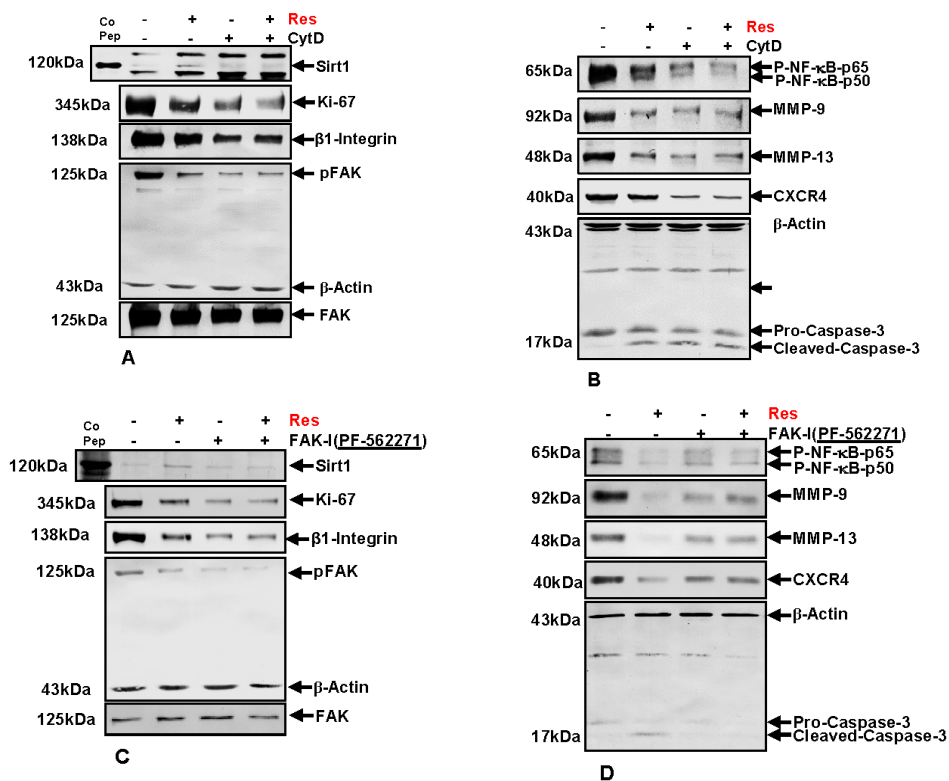 Co Pep - + - + Res
- - + + CytD
120kDa Sirt1
345kDa Ki-67
138kDa β1-Integrin
125kDa pFAK
43kDa β-Actin
125kDa FAK
A
- + - + Res
- - + + CytD
65kDa P-NF-κB-p65
P-NF-κB-p50
92kDa MMP-9
48kDa MMP-13
40kDa CXCR4
43kDa β-Actin
Pro-Caspase-3
17kDa Cleaved-Caspase-3
B
Co Pep - + - + Res
- - + + FAK-I(PF-562271)
120kDa Sirt1
345kDa Ki-67
138kDa β1-Integrin
125kDa pFAK
43kDa β-Actin
125kDa FAK
C
- + - + Res
- - + + FAK-I(PF-562271)
65kDa P-NF-κB-p65
P-NF-κB-p50
92kDa MMP-9
48kDa MMP-13
40kDa CXCR4
43kDa β-Actin
Pro-Caspase-3
17kDa Cleaved-Caspase-3
D